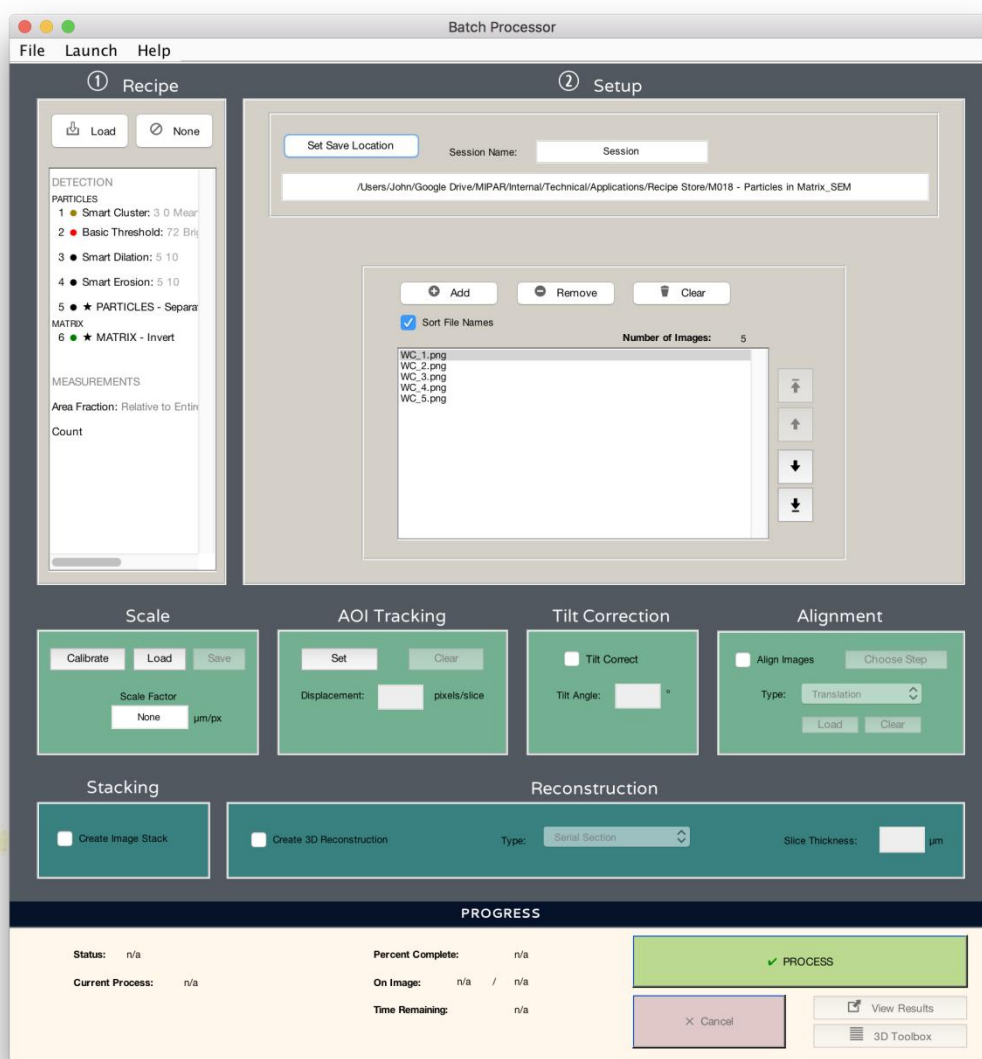 Batch Processor
File Launch Help
① Recipe
Load None
DETECTION
PARTICLES
1 Smart Cluster: 3 0 Mear
2 Basic Threshold: 72 Bri
3 Smart Dilation: 5 10
4 Smart Erosion: 5 10
5 ★ PARTICLES - Separa
MATRIX
6 ★ MATRIX - Invert
MEASUREMENTS
Area Fraction: Relative to Entire
Count
② Setup
Set Save Location Session Name: Session
/Users/John/Google Drive/MIPAR/Internal/Technical/Applications/Recipe Store/M018 - Particles in Matrix_SEM
Add Remove Clear
Sort File Names
Number of Images: 5
WC_1.png
WC_2.png
WC_3.png
WC_4.png
WC_5.png
Scale
Calibrate Load Save
Scale Factor
None µm/px
AOI Tracking
Set Clear
Displacement: pixels/slice
Tilt Correction
Tilt Correct
Tilt Angle: °
Alignment
Align Images Choose Step
Type: Translation
Load Clear
Stacking
Create Image Stack
Reconstruction
Create 3D Reconstruction Type: Serial Section Slice Thickness: µm
PROGRESS
Status: n/a
Current Process: n/a
Percent Complete: n/a
On Image: n/a / n/a
Time Remaining: n/a
✔ PROCESS
× Cancel
View Results
3D Toolbox